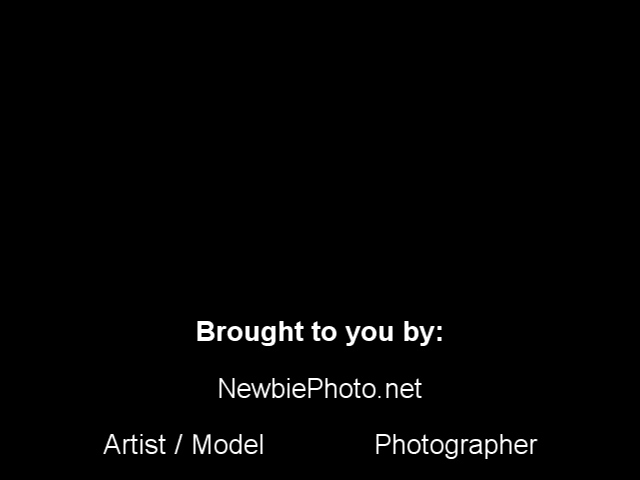 Brought to you by:
NewbiePhoto.net
Artist / Model Photographer